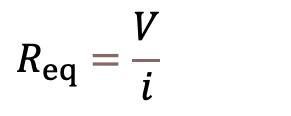 R_eq = V/i